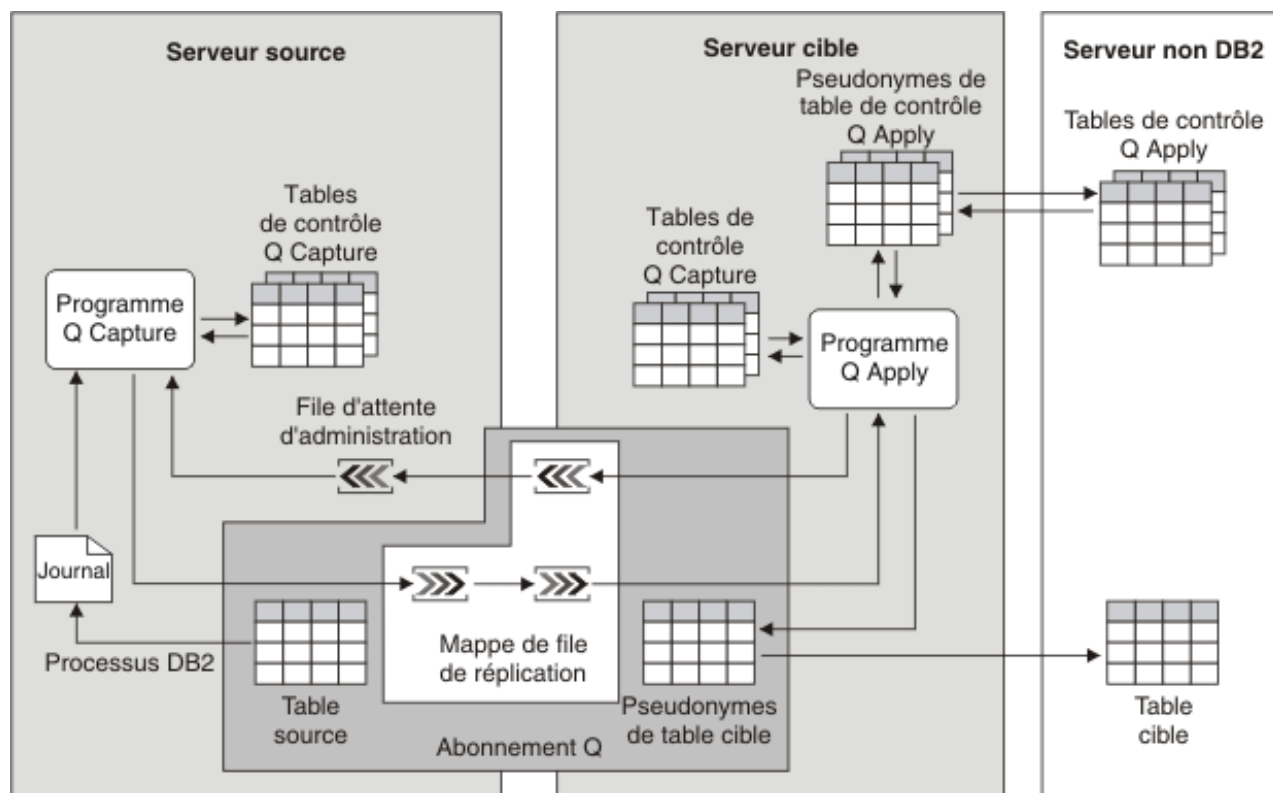 Serveur source
Tables
de contrôle
Q Capture
Programme
Q Capture
File d'attente
d'administration
Journal
Processus DB2
Table
source
Mappe de file
de réplication
Abonnement Q
Serveur cible
Pseudonymes de
table de contrôle
Q Apply
Tables de
contrôle
Q Capture
Programme
Q Apply
Pseudonymes
de table cible
Serveur non DB2
Tables de contrôle
Q Apply
Table
cible